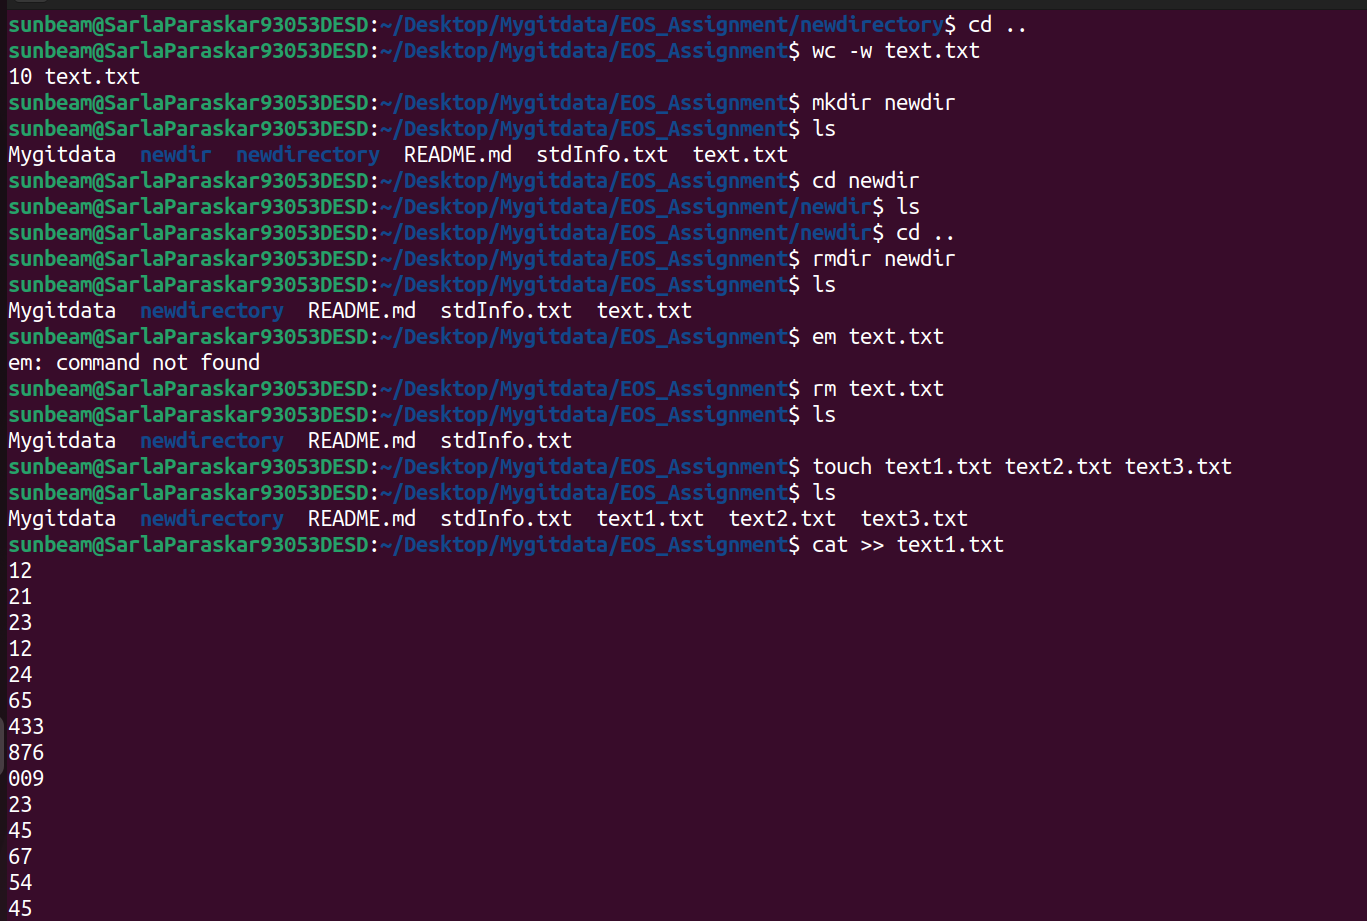 sunbeam@SarlaParaskar93053DESD:~/Desktop/Mygitdata/EOS_Assignment/newdirectory$ cd ..
sunbeam@SarlaParaskar93053DESD:~/Desktop/Mygitdata/EOS_Assignment$ wc -w text.txt
10 text.txt
sunbeam@SarlaParaskar93053DESD:~/Desktop/Mygitdata/EOS_Assignment$ mkdir newdir
sunbeam@SarlaParaskar93053DESD:~/Desktop/Mygitdata/EOS_Assignment$ ls
Mygitdata  newdir  newdirectory  README.md  stdInfo.txt  text.txt
sunbeam@SarlaParaskar93053DESD:~/Desktop/Mygitdata/EOS_Assignment$ cd newdir
sunbeam@SarlaParaskar93053DESD:~/Desktop/Mygitdata/EOS_Assignment/newdir$ ls
sunbeam@SarlaParaskar93053DESD:~/Desktop/Mygitdata/EOS_Assignment/newdir$ cd ..
sunbeam@SarlaParaskar93053DESD:~/Desktop/Mygitdata/EOS_Assignment$ rmdir newdir
sunbeam@SarlaParaskar93053DESD:~/Desktop/Mygitdata/EOS_Assignment$ ls
Mygitdata  newdirectory  README.md  stdInfo.txt  text.txt
sunbeam@SarlaParaskar93053DESD:~/Desktop/Mygitdata/EOS_Assignment$ em text.txt
em: command not found
sunbeam@SarlaParaskar93053DESD:~/Desktop/Mygitdata/EOS_Assignment$ rm text.txt
sunbeam@SarlaParaskar93053DESD:~/Desktop/Mygitdata/EOS_Assignment$ ls
Mygitdata  newdirectory  README.md  stdInfo.txt
sunbeam@SarlaParaskar93053DESD:~/Desktop/Mygitdata/EOS_Assignment$ touch text1.txt text2.txt text3.txt
sunbeam@SarlaParaskar93053DESD:~/Desktop/Mygitdata/EOS_Assignment$ ls
Mygitdata  newdirectory  README.md  stdInfo.txt  text1.txt  text2.txt  text3.txt
sunbeam@SarlaParaskar93053DESD:~/Desktop/Mygitdata/EOS_Assignment$ cat >> text1.txt
12
21
23
12
24
65
433
876
009
23
45
67
54
45